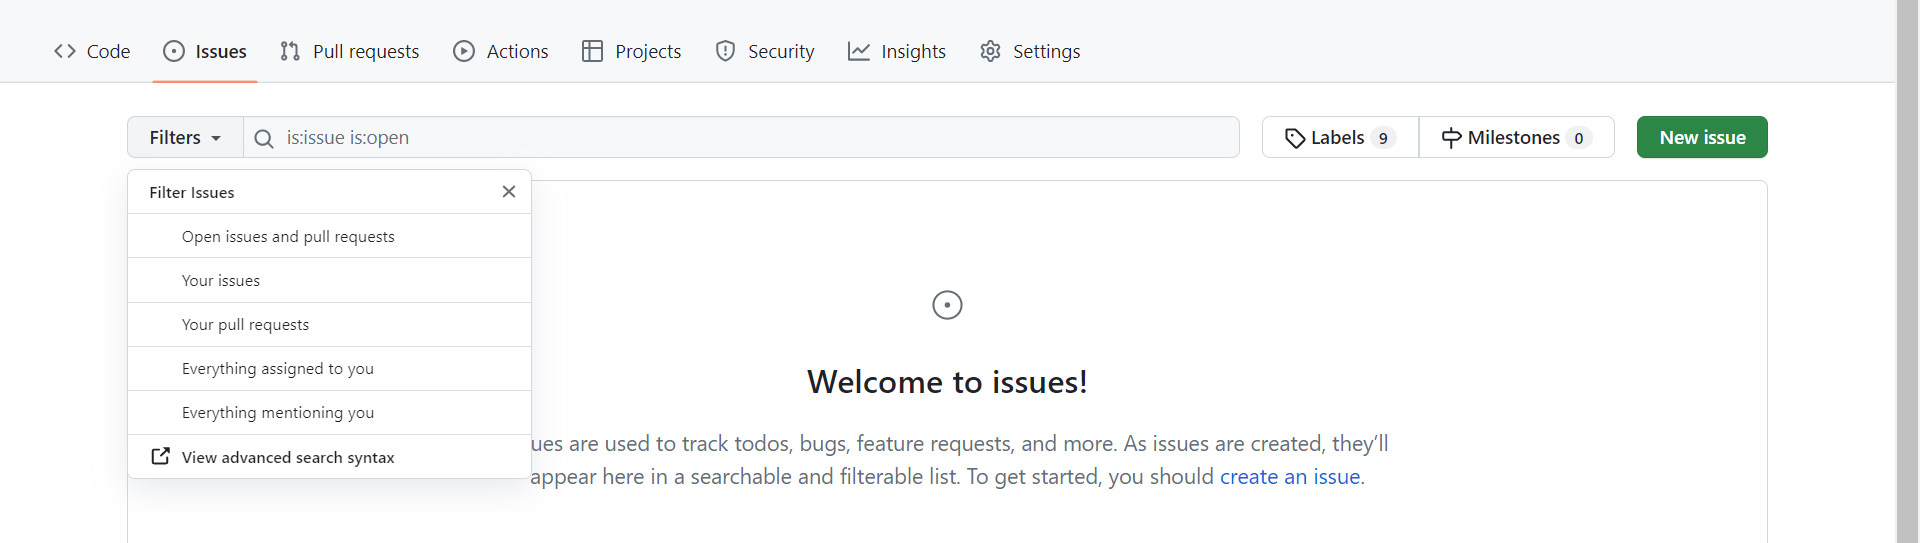 Code Issues Pull requests Actions Projects Security Insights Settings
Filters is:issue is:open Labels 9 Milestones 0 New issue
Filter Issues
Open issues and pull requests
Your issues
Your pull requests
Everything assigned to you
Everything mentioning you
View advanced search syntax
Welcome to issues!
are used to track todos, bugs, feature requests, and more. As issues are created, they’ll
appear here in a searchable and filterable list. To get started, you should create an issue.